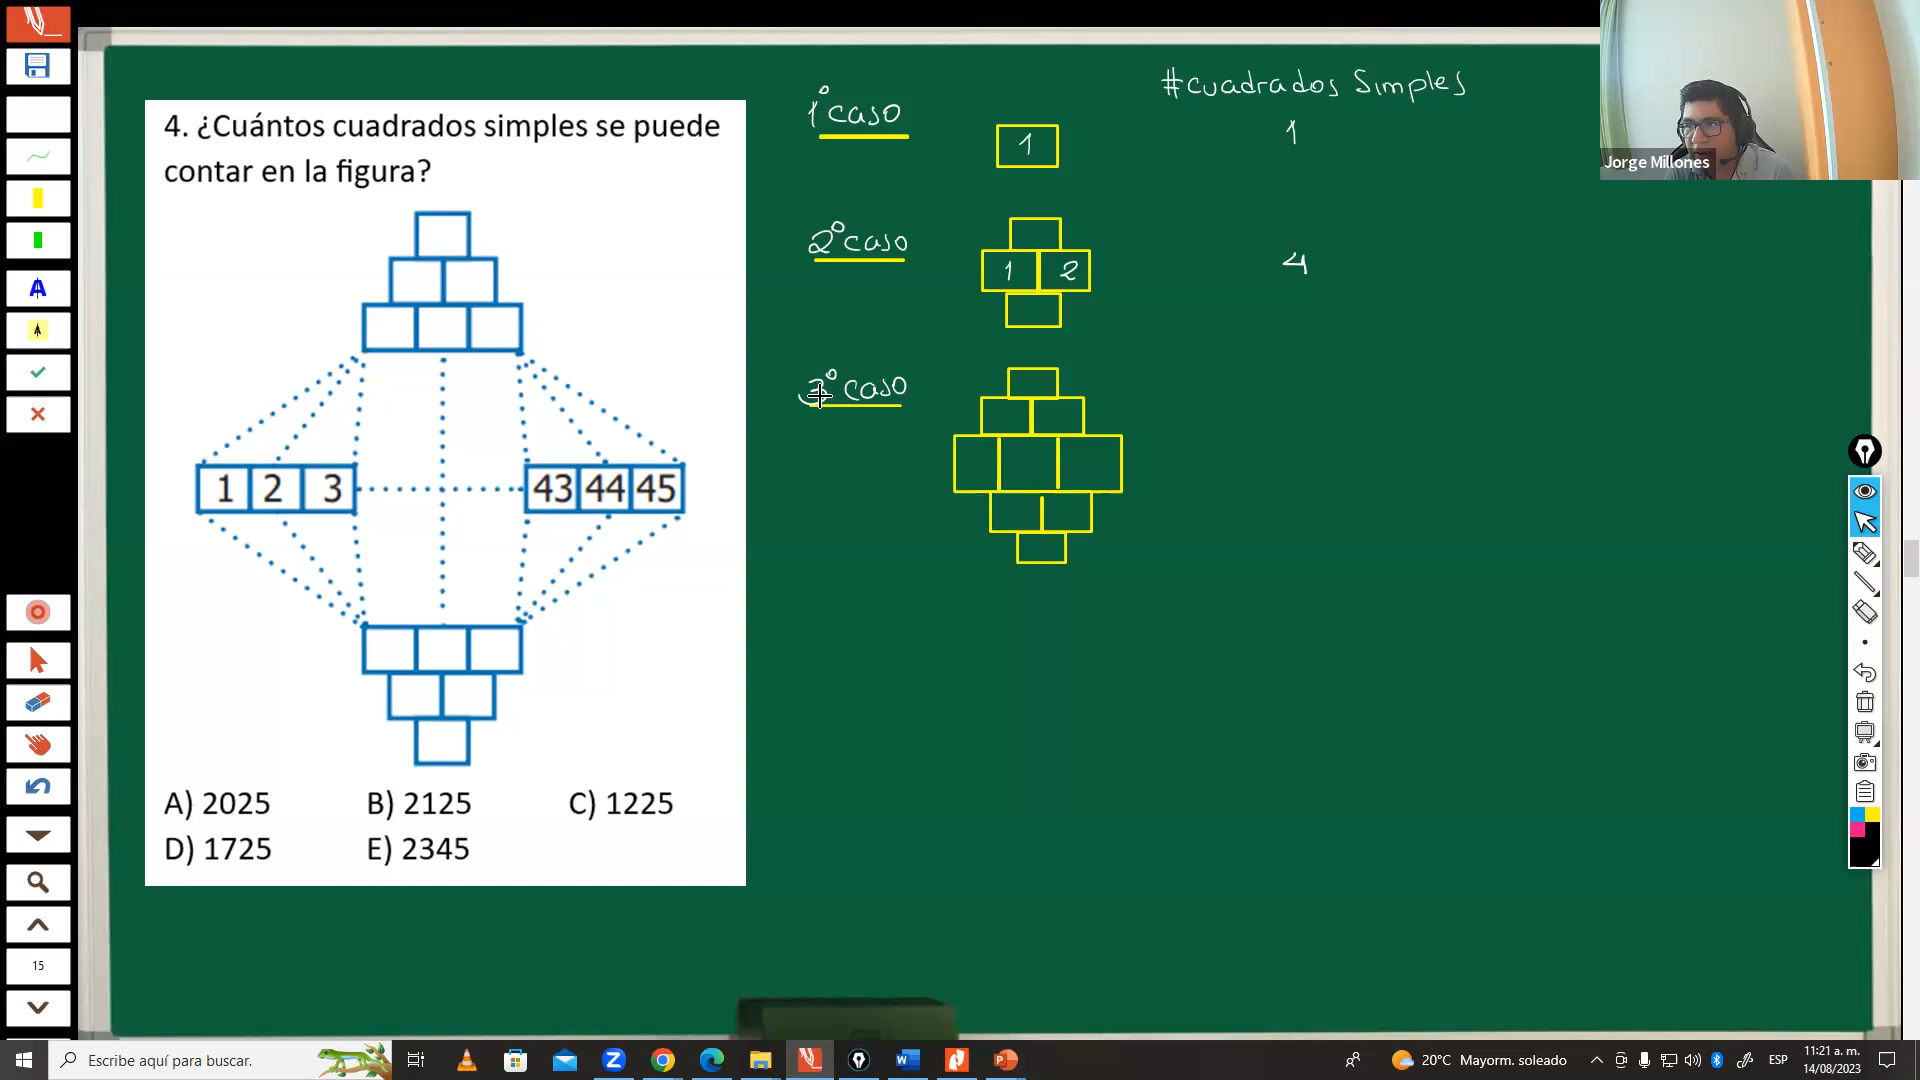 4. ¿Cuántos cuadrados simples se puede
contar en la figura?
1 2 3
43 44 45
A) 2025 B) 2125 C) 1225
D) 1725 E) 2345
#cuadrados Simples
1° caso
1
1
2° caso
1 2
4
3° caso
Jorge Millones
A
15
Escribe aquí para buscar.
20°C Mayorm. soleado
ESP
11:21 a. m.
14/08/2023